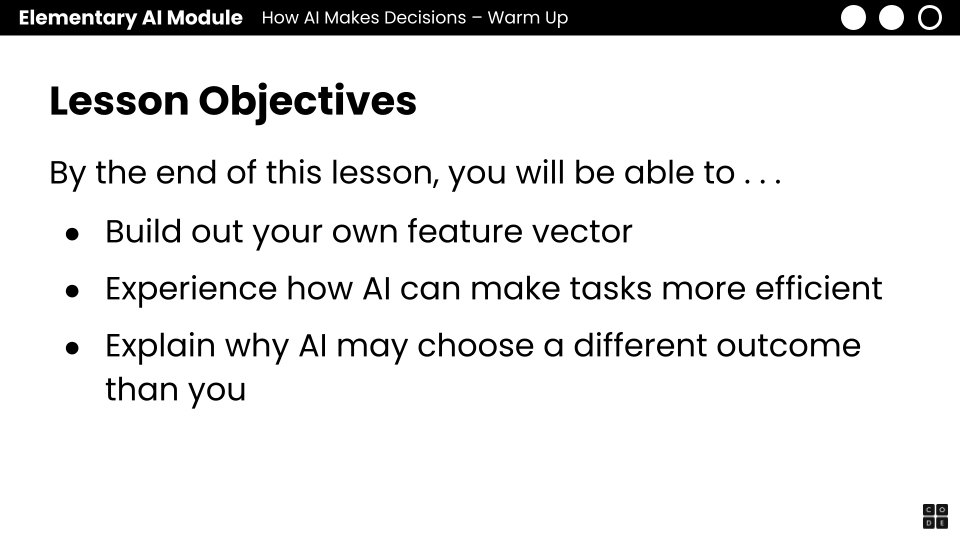 Elementary AI Module How AI Makes Decisions – Warm Up
Lesson Objectives
By the end of this lesson, you will be able to . . .
● Build out your own feature vector
● Experience how AI can make tasks more efficient
● Explain why AI may choose a different outcome
than you
C O
D E